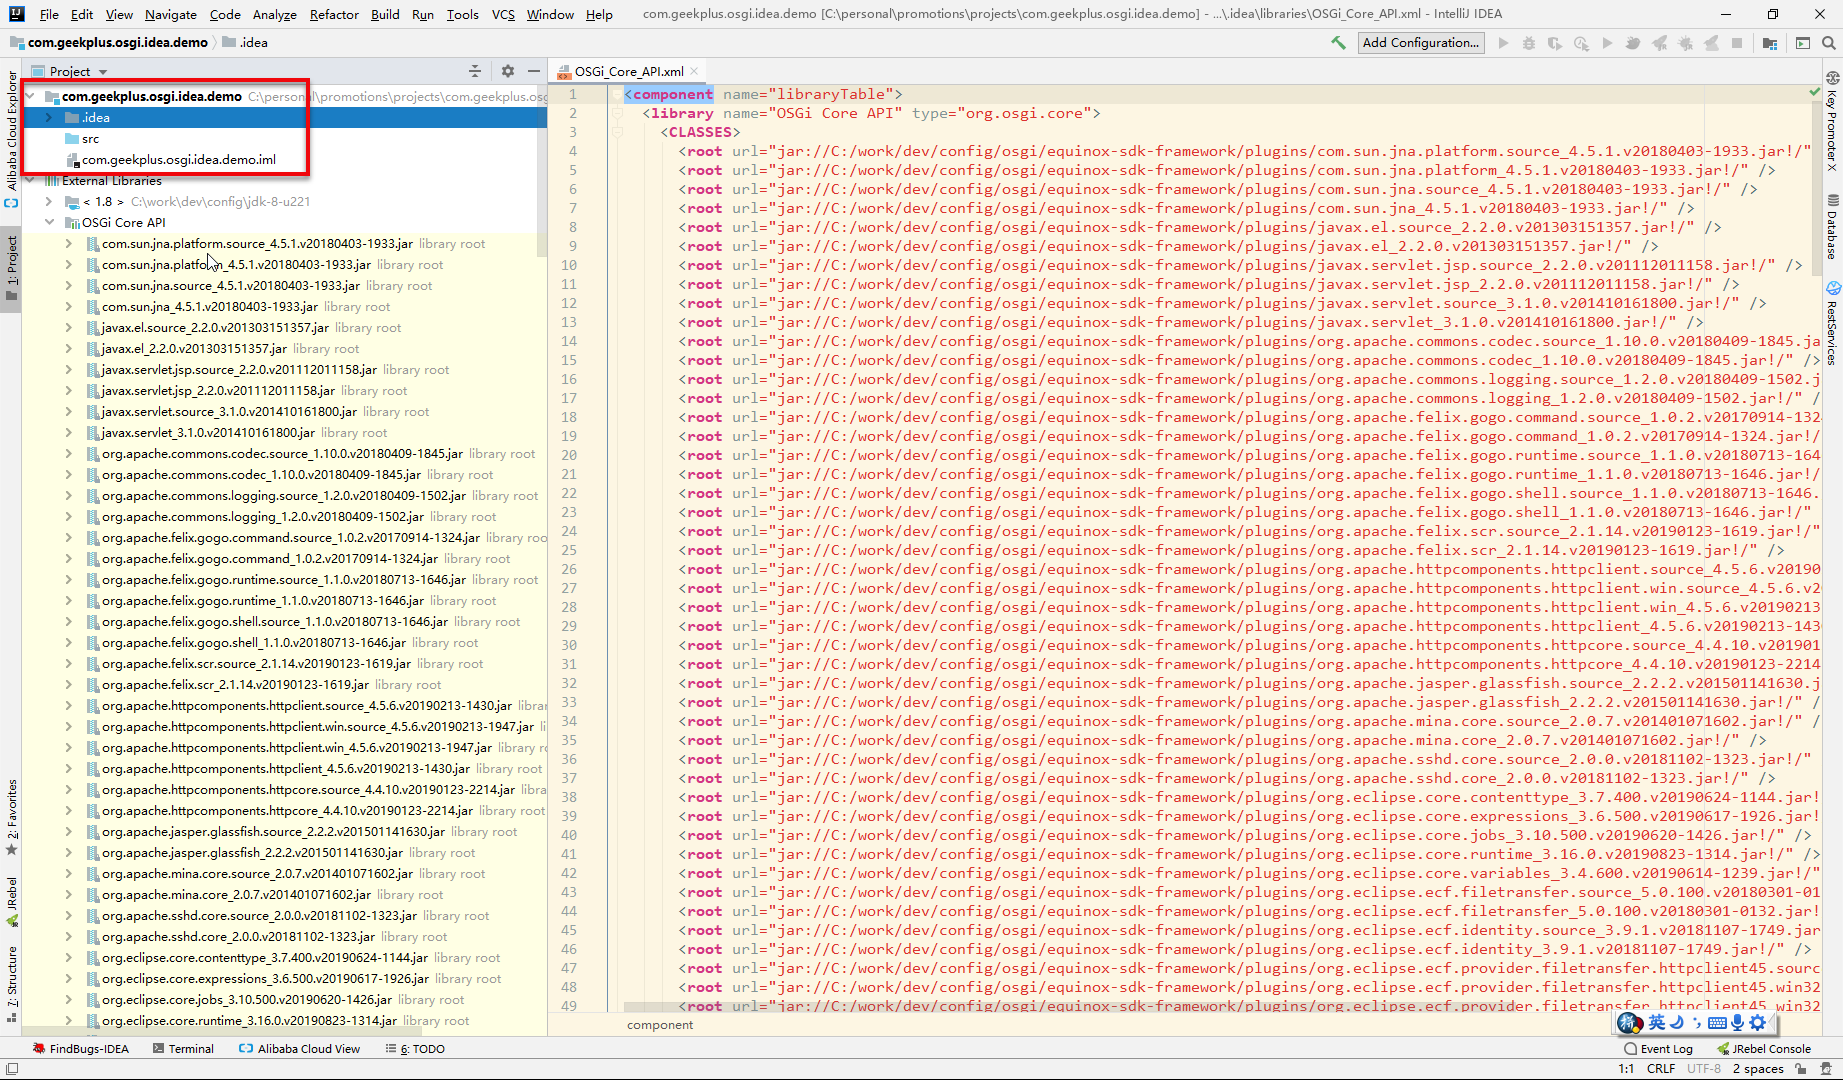 File Edit View Navigate Code Analyze Refactor Build Run Tools VCS Window Help com.geekplus.osgi.idea.demo [C:\personal\promotions\projects\com.geekplus.osgi.idea.demo] - ...\.idea\libraries\OSGi_Core_API.xml - IntelliJ IDEA
com.geekplus.osgi.idea.demo .idea Add Configuration...
Project
com.geekplus.osgi.idea.demo C:\personal\promotions\projects\com.geekplus.osg
.idea
src
com.geekplus.osgi.idea.demo.iml
External Libraries
< 1.8 > C:\work\dev\config\jdk-8-u221
OSGi Core API
com.sun.jna.platform.source_4.5.1.v20180403-1933.jar library root
com.sun.jna.platform_4.5.1.v20180403-1933.jar library root
com.sun.jna.source_4.5.1.v20180403-1933.jar library root
com.sun.jna_4.5.1.v20180403-1933.jar library root
javax.el.source_2.2.0.v201303151357.jar library root
javax.el_2.2.0.v201303151357.jar library root
javax.servlet.jsp.source_2.2.0.v201112011158.jar library root
javax.servlet.jsp_2.2.0.v201112011158.jar library root
javax.servlet.source_3.1.0.v201410161800.jar library root
javax.servlet_3.1.0.v201410161800.jar library root
org.apache.commons.codec.source_1.10.0.v20180409-1845.jar library root
org.apache.commons.codec_1.10.0.v20180409-1845.jar library root
org.apache.commons.logging.source_1.2.0.v20180409-1502.jar library root
org.apache.commons.logging_1.2.0.v20180409-1502.jar library root
org.apache.felix.gogo.command.source_1.0.2.v20170914-1324.jar library roo
org.apache.felix.gogo.command_1.0.2.v20170914-1324.jar library root
org.apache.felix.gogo.runtime.source_1.1.0.v20180713-1646.jar library root
org.apache.felix.gogo.runtime_1.1.0.v20180713-1646.jar library root
org.apache.felix.gogo.shell.source_1.1.0.v20180713-1646.jar library root
org.apache.felix.gogo.shell_1.1.0.v20180713-1646.jar library root
org.apache.felix.scr.source_2.1.14.v20190123-1619.jar library root
org.apache.felix.scr_2.1.14.v20190123-1619.jar library root
org.apache.httpcomponents.httpclient.source_4.5.6.v20190213-1430.jar librar
org.apache.httpcomponents.httpclient.win.source_4.5.6.v20190213-1947.jar li
org.apache.httpcomponents.httpclient.win_4.5.6.v20190213-1947.jar library ro
org.apache.httpcomponents.httpclient_4.5.6.v20190213-1430.jar library root
org.apache.httpcomponents.httpcore.source_4.4.10.v20190123-2214.jar libra
org.apache.httpcomponents.httpcore_4.4.10.v20190123-2214.jar library root
org.apache.jasper.glassfish.source_2.2.2.v201501141630.jar library root
org.apache.jasper.glassfish_2.2.2.v201501141630.jar library root
org.apache.mina.core.source_2.0.7.v201401071602.jar library root
org.apache.mina.core_2.0.7.v201401071602.jar library root
org.apache.sshd.core.source_2.0.0.v20181102-1323.jar library root
org.apache.sshd.core_2.0.0.v20181102-1323.jar library root
org.eclipse.core.contenttype_3.7.400.v20190624-1144.jar library root
org.eclipse.core.expressions_3.6.500.v20190617-1926.jar library root
org.eclipse.core.jobs_3.10.500.v20190620-1426.jar library root
org.eclipse.core.runtime_3.16.0.v20190823-1314.jar library root
OSGi_Core_API.xml
1 <component name="libraryTable">
2 <library name="OSGi Core API" type="org.osgi.core">
3 <CLASSES>
4 <root url="jar://C:/work/dev/config/osgi/equinox-sdk-framework/plugins/com.sun.jna.platform.source_4.5.1.v20180403-1933.jar!/"
5 <root url="jar://C:/work/dev/config/osgi/equinox-sdk-framework/plugins/com.sun.jna.platform_4.5.1.v20180403-1933.jar!/" />
6 <root url="jar://C:/work/dev/config/osgi/equinox-sdk-framework/plugins/com.sun.jna.source_4.5.1.v20180403-1933.jar!/" />
7 <root url="jar://C:/work/dev/config/osgi/equinox-sdk-framework/plugins/com.sun.jna_4.5.1.v20180403-1933.jar!/" />
8 <root url="jar://C:/work/dev/config/osgi/equinox-sdk-framework/plugins/javax.el.source_2.2.0.v201303151357.jar!/" />
9 <root url="jar://C:/work/dev/config/osgi/equinox-sdk-framework/plugins/javax.el_2.2.0.v201303151357.jar!/" />
10 <root url="jar://C:/work/dev/config/osgi/equinox-sdk-framework/plugins/javax.servlet.jsp.source_2.2.0.v201112011158.jar!/" />
11 <root url="jar://C:/work/dev/config/osgi/equinox-sdk-framework/plugins/javax.servlet.jsp_2.2.0.v201112011158.jar!/" />
12 <root url="jar://C:/work/dev/config/osgi/equinox-sdk-framework/plugins/javax.servlet.source_3.1.0.v201410161800.jar!/" />
13 <root url="jar://C:/work/dev/config/osgi/equinox-sdk-framework/plugins/javax.servlet_3.1.0.v201410161800.jar!/" />
14 <root url="jar://C:/work/dev/config/osgi/equinox-sdk-framework/plugins/org.apache.commons.codec.source_1.10.0.v20180409-1845.ja
15 <root url="jar://C:/work/dev/config/osgi/equinox-sdk-framework/plugins/org.apache.commons.codec_1.10.0.v20180409-1845.jar!/" />
16 <root url="jar://C:/work/dev/config/osgi/equinox-sdk-framework/plugins/org.apache.commons.logging.source_1.2.0.v20180409-1502.j
17 <root url="jar://C:/work/dev/config/osgi/equinox-sdk-framework/plugins/org.apache.commons.logging_1.2.0.v20180409-1502.jar!/" /
18 <root url="jar://C:/work/dev/config/osgi/equinox-sdk-framework/plugins/org.apache.felix.gogo.command.source_1.0.2.v20170914-132
19 <root url="jar://C:/work/dev/config/osgi/equinox-sdk-framework/plugins/org.apache.felix.gogo.command_1.0.2.v20170914-1324.jar!/
20 <root url="jar://C:/work/dev/config/osgi/equinox-sdk-framework/plugins/org.apache.felix.gogo.runtime.source_1.1.0.v20180713-164
21 <root url="jar://C:/work/dev/config/osgi/equinox-sdk-framework/plugins/org.apache.felix.gogo.runtime_1.1.0.v20180713-1646.jar!/
22 <root url="jar://C:/work/dev/config/osgi/equinox-sdk-framework/plugins/org.apache.felix.gogo.shell.source_1.1.0.v20180713-1646.
23 <root url="jar://C:/work/dev/config/osgi/equinox-sdk-framework/plugins/org.apache.felix.gogo.shell_1.1.0.v20180713-1646.jar!/"
24 <root url="jar://C:/work/dev/config/osgi/equinox-sdk-framework/plugins/org.apache.felix.scr.source_2.1.14.v20190123-1619.jar!/"
25 <root url="jar://C:/work/dev/config/osgi/equinox-sdk-framework/plugins/org.apache.felix.scr_2.1.14.v20190123-1619.jar!/" />
26 <root url="jar://C:/work/dev/config/osgi/equinox-sdk-framework/plugins/org.apache.httpcomponents.httpclient.source_4.5.6.v20190
27 <root url="jar://C:/work/dev/config/osgi/equinox-sdk-framework/plugins/org.apache.httpcomponents.httpclient.win.source_4.5.6.v2
28 <root url="jar://C:/work/dev/config/osgi/equinox-sdk-framework/plugins/org.apache.httpcomponents.httpclient.win_4.5.6.v20190213
29 <root url="jar://C:/work/dev/config/osgi/equinox-sdk-framework/plugins/org.apache.httpcomponents.httpclient_4.5.6.v20190213-143
30 <root url="jar://C:/work/dev/config/osgi/equinox-sdk-framework/plugins/org.apache.httpcomponents.httpcore.source_4.4.10.v201901
31 <root url="jar://C:/work/dev/config/osgi/equinox-sdk-framework/plugins/org.apache.httpcomponents.httpcore_4.4.10.v20190123-2214
32 <root url="jar://C:/work/dev/config/osgi/equinox-sdk-framework/plugins/org.apache.jasper.glassfish.source_2.2.2.v201501141630.j
33 <root url="jar://C:/work/dev/config/osgi/equinox-sdk-framework/plugins/org.apache.jasper.glassfish_2.2.2.v201501141630.jar!/" /
34 <root url="jar://C:/work/dev/config/osgi/equinox-sdk-framework/plugins/org.apache.mina.core.source_2.0.7.v201401071602.jar!/" /
35 <root url="jar://C:/work/dev/config/osgi/equinox-sdk-framework/plugins/org.apache.mina.core_2.0.7.v201401071602.jar!/" />
36 <root url="jar://C:/work/dev/config/osgi/equinox-sdk-framework/plugins/org.apache.sshd.core.source_2.0.0.v20181102-1323.jar!/"
37 <root url="jar://C:/work/dev/config/osgi/equinox-sdk-framework/plugins/org.apache.sshd.core_2.0.0.v20181102-1323.jar!/" />
38 <root url="jar://C:/work/dev/config/osgi/equinox-sdk-framework/plugins/org.eclipse.core.contenttype_3.7.400.v20190624-1144.jar!
39 <root url="jar://C:/work/dev/config/osgi/equinox-sdk-framework/plugins/org.eclipse.core.expressions_3.6.500.v20190617-1926.jar!
40 <root url="jar://C:/work/dev/config/osgi/equinox-sdk-framework/plugins/org.eclipse.core.jobs_3.10.500.v20190620-1426.jar!/" />
41 <root url="jar://C:/work/dev/config/osgi/equinox-sdk-framework/plugins/org.eclipse.core.runtime_3.16.0.v20190823-1314.jar!/" />
42 <root url="jar://C:/work/dev/config/osgi/equinox-sdk-framework/plugins/org.eclipse.core.variables_3.4.600.v20190614-1239.jar!/"
43 <root url="jar://C:/work/dev/config/osgi/equinox-sdk-framework/plugins/org.eclipse.ecf.filetransfer.source_5.0.100.v20180301-01
44 <root url="jar://C:/work/dev/config/osgi/equinox-sdk-framework/plugins/org.eclipse.ecf.filetransfer_5.0.100.v20180301-0132.jar!
45 <root url="jar://C:/work/dev/config/osgi/equinox-sdk-framework/plugins/org.eclipse.ecf.identity.source_3.9.1.v20181107-1749.jar
46 <root url="jar://C:/work/dev/config/osgi/equinox-sdk-framework/plugins/org.eclipse.ecf.identity_3.9.1.v20181107-1749.jar!/" />
47 <root url="jar://C:/work/dev/config/osgi/equinox-sdk-framework/plugins/org.eclipse.ecf.provider.filetransfer.httpclient45.sourc
48 <root url="jar://C:/work/dev/config/osgi/equinox-sdk-framework/plugins/org.eclipse.ecf.provider.filetransfer.httpclient45.win32
49 <root url="jar://C:/work/dev/config/osgi/equinox-sdk-framework/plugins/org.eclipse.ecf.provider.filetransfer.httpclient45_win32
component
Alibaba Cloud Explorer
1: Project
2: Favorites
JRebel
7: Structure
Key Promoter X
Database
RestServices
拼 英
FindBugs-IDEA Terminal Alibaba Cloud View 6: TODO Event Log JRebel Console
1:1 CRLF UTF-8 2 spaces